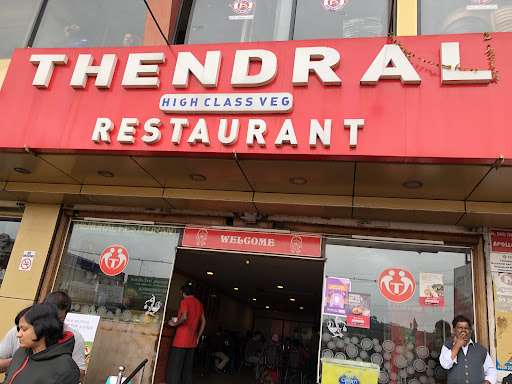 THENDRAL
HIGH CLASS VEG
RESTAURANT
WELCOME